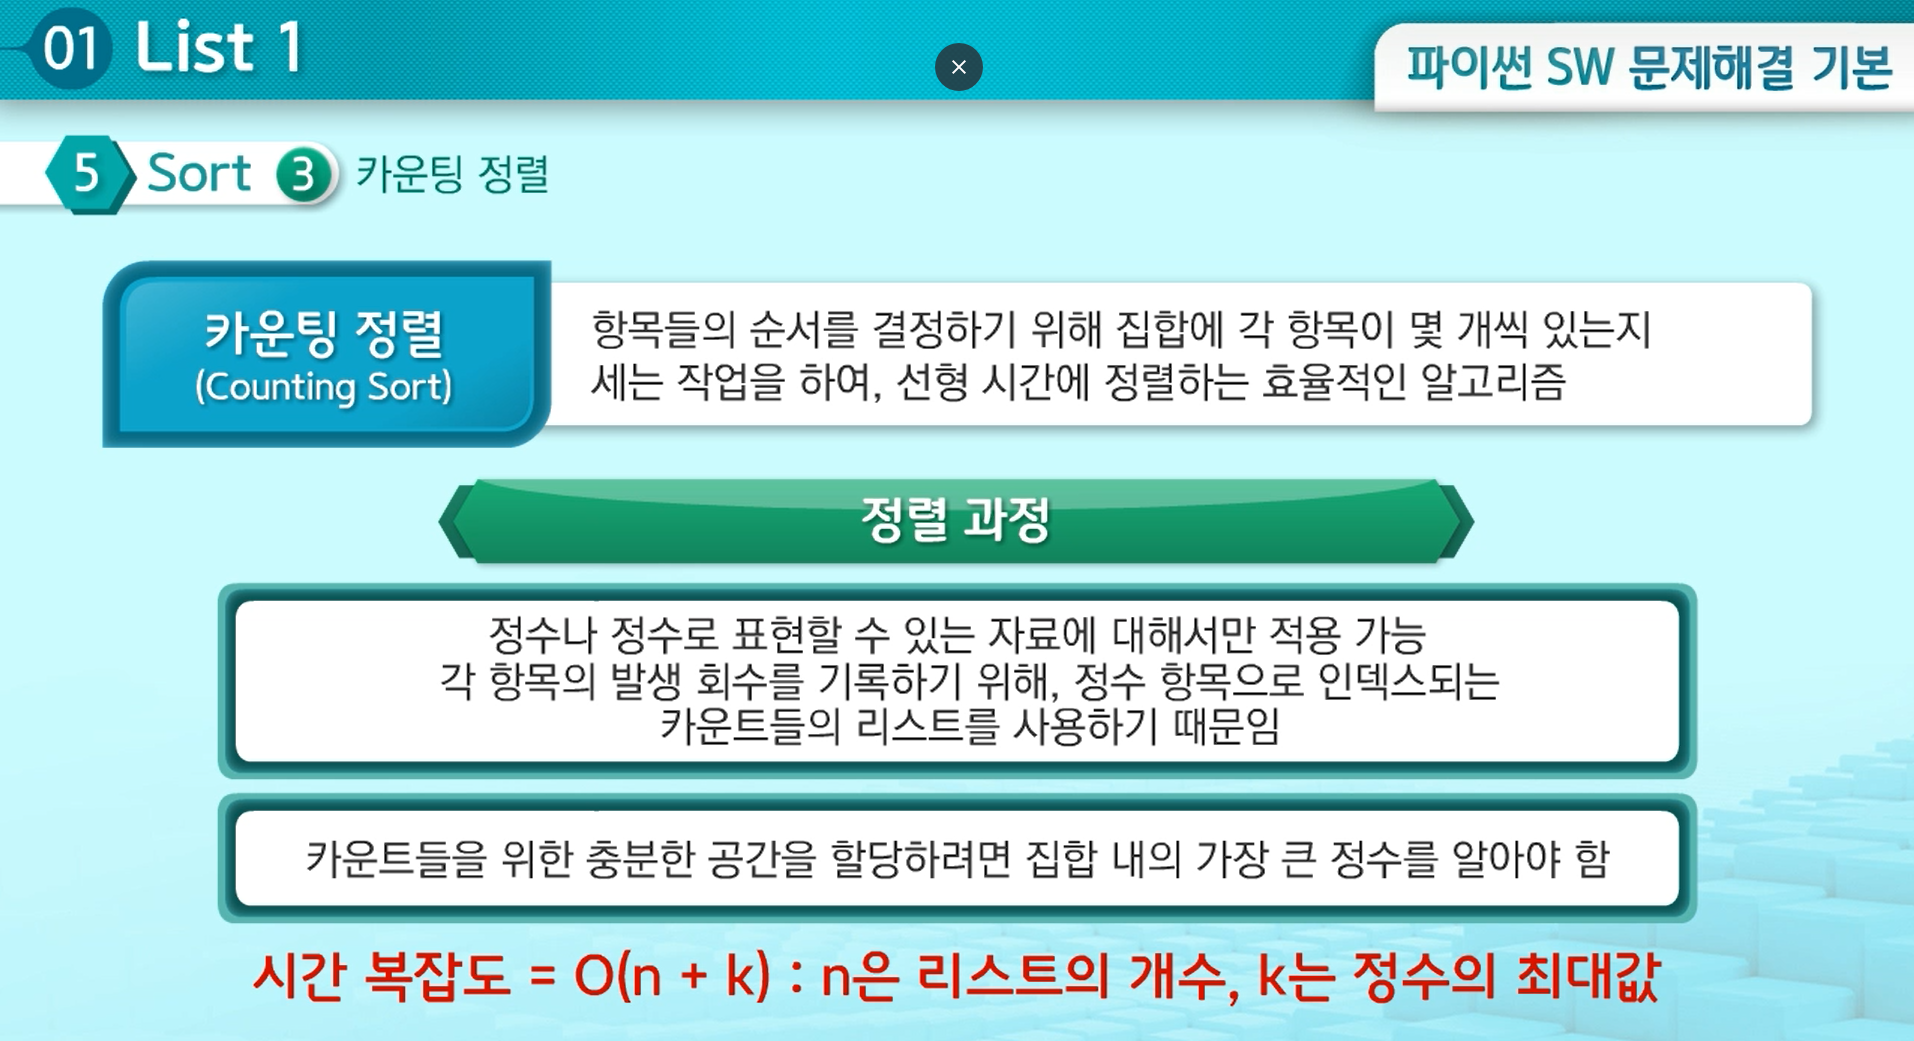 01 List 1
파이썬 SW 문제해결 기본
5 Sort 3 카운팅 정렬
카운팅 정렬
(Counting Sort)
항목들의 순서를 결정하기 위해 집합에 각 항목이 몇 개씩 있는지
세는 작업을 하여, 선형 시간에 정렬하는 효율적인 알고리즘
정렬 과정
정수나 정수로 표현할 수 있는 자료에 대해서만 적용 가능
각 항목의 발생 회수를 기록하기 위해, 정수 항목으로 인덱스되는
카운트들의 리스트를 사용하기 때문임
카운트들을 위한 충분한 공간을 할당하려면 집합 내의 가장 큰 정수를 알아야 함
시간 복잡도 = O(n + k) : n은 리스트의 개수, k는 정수의 최대값